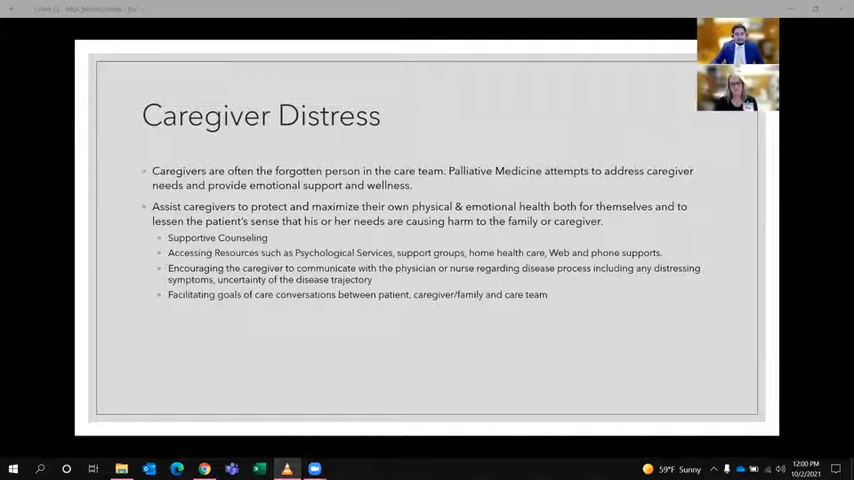 Caregiver Distress
Caregivers are often the forgotten person in the care team. Palliative Medicine attempts to address caregiver
needs and provide emotional support and wellness.
Assist caregivers to protect and maximize their own physical & emotional health both for themselves and to
lessen the patient's sense that his or her needs are causing harm to the family or caregiver.
Supportive Counseling
Accessing Resources such as Psychological Services, support groups, home health care, Web and phone supports.
Encouraging the caregiver to communicate with the physician or nurse regarding disease process including any distressing
symptoms, uncertainty of the disease trajectory
Facilitating goals of care conversations between patient, caregiver/family and care team
59°F Sunny
12:00 PM
10/2/2021